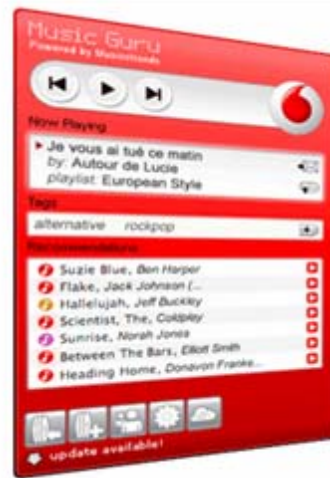 Music Guru
Powered by MusicStrands
Now Playing
Je vous ai tué ce matin
by: Autour de Lucie
playlist: European Style
Tags
alternative rockpop
Recommendations
Suzie Blue, Ben Harper
Flake, Jack Johnson (...
Hallelujah, Jeff Buckley
Scientist, The, Coldplay
Sunrise, Norah Jones
Between The Bars, Elliott Smith
Heading Home, Donavon Franke...
update available!